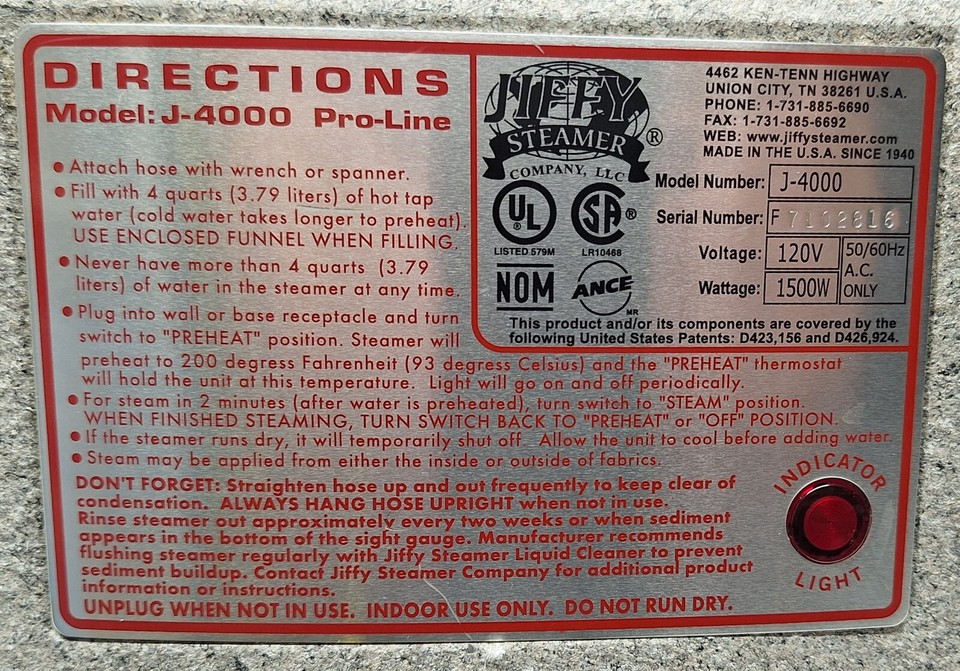 DIRECTIONS
Model: J-4000 Pro-Line
• Attach hose with wrench or spanner.
• Fill with 4 quarts (3.79 liters) of hot tap
water (cold water takes longer to preheat).
USE ENCLOSED FUNNEL WHEN FILLING.
• Never have more than 4 quarts (3.79
liters) of water in the steamer at any time.
• Plug into wall or base receptacle and turn
switch to "PREHEAT" position. Steamer will
preheat to 200 degress Fahrenheit (93 degress Celsius) and the "PREHEAT" thermostat
will hold the unit at this temperature. Light will go on and off periodically.
• For steam in 2 minutes (after water is preheated), turn switch to "STEAM" position.
WHEN FINISHED STEAMING, TURN SWITCH BACK TO "PREHEAT" or "OFF" POSITION.
• If the steamer runs dry, it will temporarily shut off. Allow the unit to cool before adding water.
• Steam may be applied from either the inside or outside of fabrics.
DON'T FORGET: Straighten hose up and out frequently to keep clear of
condensation. ALWAYS HANG HOSE UPRIGHT when not in use.
Rinse steamer out approximately every two weeks or when sediment
appears in the bottom of the sight gauge. Manufacturer recommends
flushing steamer regularly with Jiffy Steamer Liquid Cleaner to prevent
sediment buildup. Contact Jiffy Steamer Company for additional product
information or instructions.
UNPLUG WHEN NOT IN USE. INDOOR USE ONLY. DO NOT RUN DRY.
JIFFY
STEAMER ®
COMPANY, LLC
4462 KEN-TENN HIGHWAY
UNION CITY, TN 38261 U.S.A.
PHONE: 1-731-885-6690
FAX: 1-731-885-6692
WEB: www.jiffysteamer.com
MADE IN THE U.S.A. SINCE 1940
UL ®
LISTED 579M
SA ®
LR10468
NOM
ANCE
MR
Model Number: J-4000
Serial Number: F 7102816
Voltage: 120V
Wattage: 1500W
50/60Hz
A.C.
ONLY
This product and/or its components are covered by the
following United States Patents: D423,156 and D426,924.
INDICATOR
LIGHT